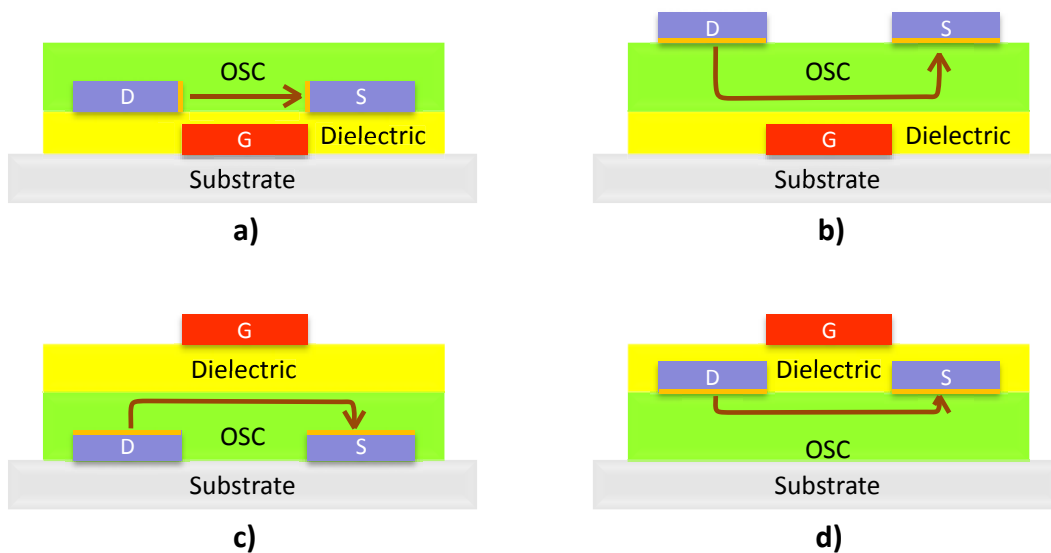 D
S
OSC
D
S
OSC
G
Dielectric
G
Dielectric
Substrate
Substrate
a)
b)
G
G
Dielectric
D
Dielectric
S
D
OSC
S
OSC
Substrate
Substrate
c)
d)